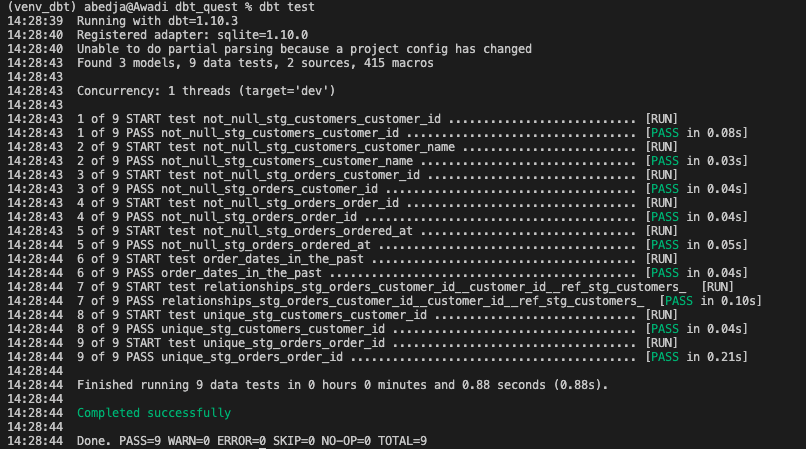 (venv_dbt) abedja@Awadi dbt_quest % dbt test
14:28:39  Running with dbt=1.10.3
14:28:40  Registered adapter: sqlite=1.10.0
14:28:40  Unable to do partial parsing because a project config has changed
14:28:43  Found 3 models, 9 data tests, 2 sources, 415 macros
14:28:43
14:28:43  Concurrency: 1 threads (target='dev')
14:28:43
14:28:43  1 of 9 START test not_null_stg_customers_customer_id ........................... [RUN]
14:28:43  1 of 9 PASS not_null_stg_customers_customer_id ................................. [PASS in 0.08s]
14:28:43  2 of 9 START test not_null_stg_customers_customer_name ......................... [RUN]
14:28:43  2 of 9 PASS not_null_stg_customers_customer_name ............................... [PASS in 0.03s]
14:28:43  3 of 9 START test not_null_stg_orders_customer_id .............................. [RUN]
14:28:43  3 of 9 PASS not_null_stg_orders_customer_id .................................... [PASS in 0.04s]
14:28:43  4 of 9 START test not_null_stg_orders_order_id ................................. [RUN]
14:28:43  4 of 9 PASS not_null_stg_orders_order_id ....................................... [PASS in 0.04s]
14:28:43  5 of 9 START test not_null_stg_orders_ordered_at ............................... [RUN]
14:28:44  5 of 9 PASS not_null_stg_orders_ordered_at ..................................... [PASS in 0.05s]
14:28:44  6 of 9 START test order_dates_in_the_past ...................................... [RUN]
14:28:44  6 of 9 PASS order_dates_in_the_past ............................................ [PASS in 0.04s]
14:28:44  7 of 9 START test relationships_stg_orders_customer_id__customer_id__ref_stg_customers_  [RUN]
14:28:44  7 of 9 PASS relationships_stg_orders_customer_id__customer_id__ref_stg_customers_  [PASS in 0.10s]
14:28:44  8 of 9 START test unique_stg_customers_customer_id ............................. [RUN]
14:28:44  8 of 9 PASS unique_stg_customers_customer_id ................................... [PASS in 0.04s]
14:28:44  9 of 9 START test unique_stg_orders_order_id ................................... [RUN]
14:28:44  9 of 9 PASS unique_stg_orders_order_id ......................................... [PASS in 0.21s]
14:28:44
14:28:44  Finished running 9 data tests in 0 hours 0 minutes and 0.88 seconds (0.88s).
14:28:44
14:28:44  Completed successfully
14:28:44
14:28:44  Done. PASS=9 WARN=0 ERROR=0 SKIP=0 NO-OP=0 TOTAL=9